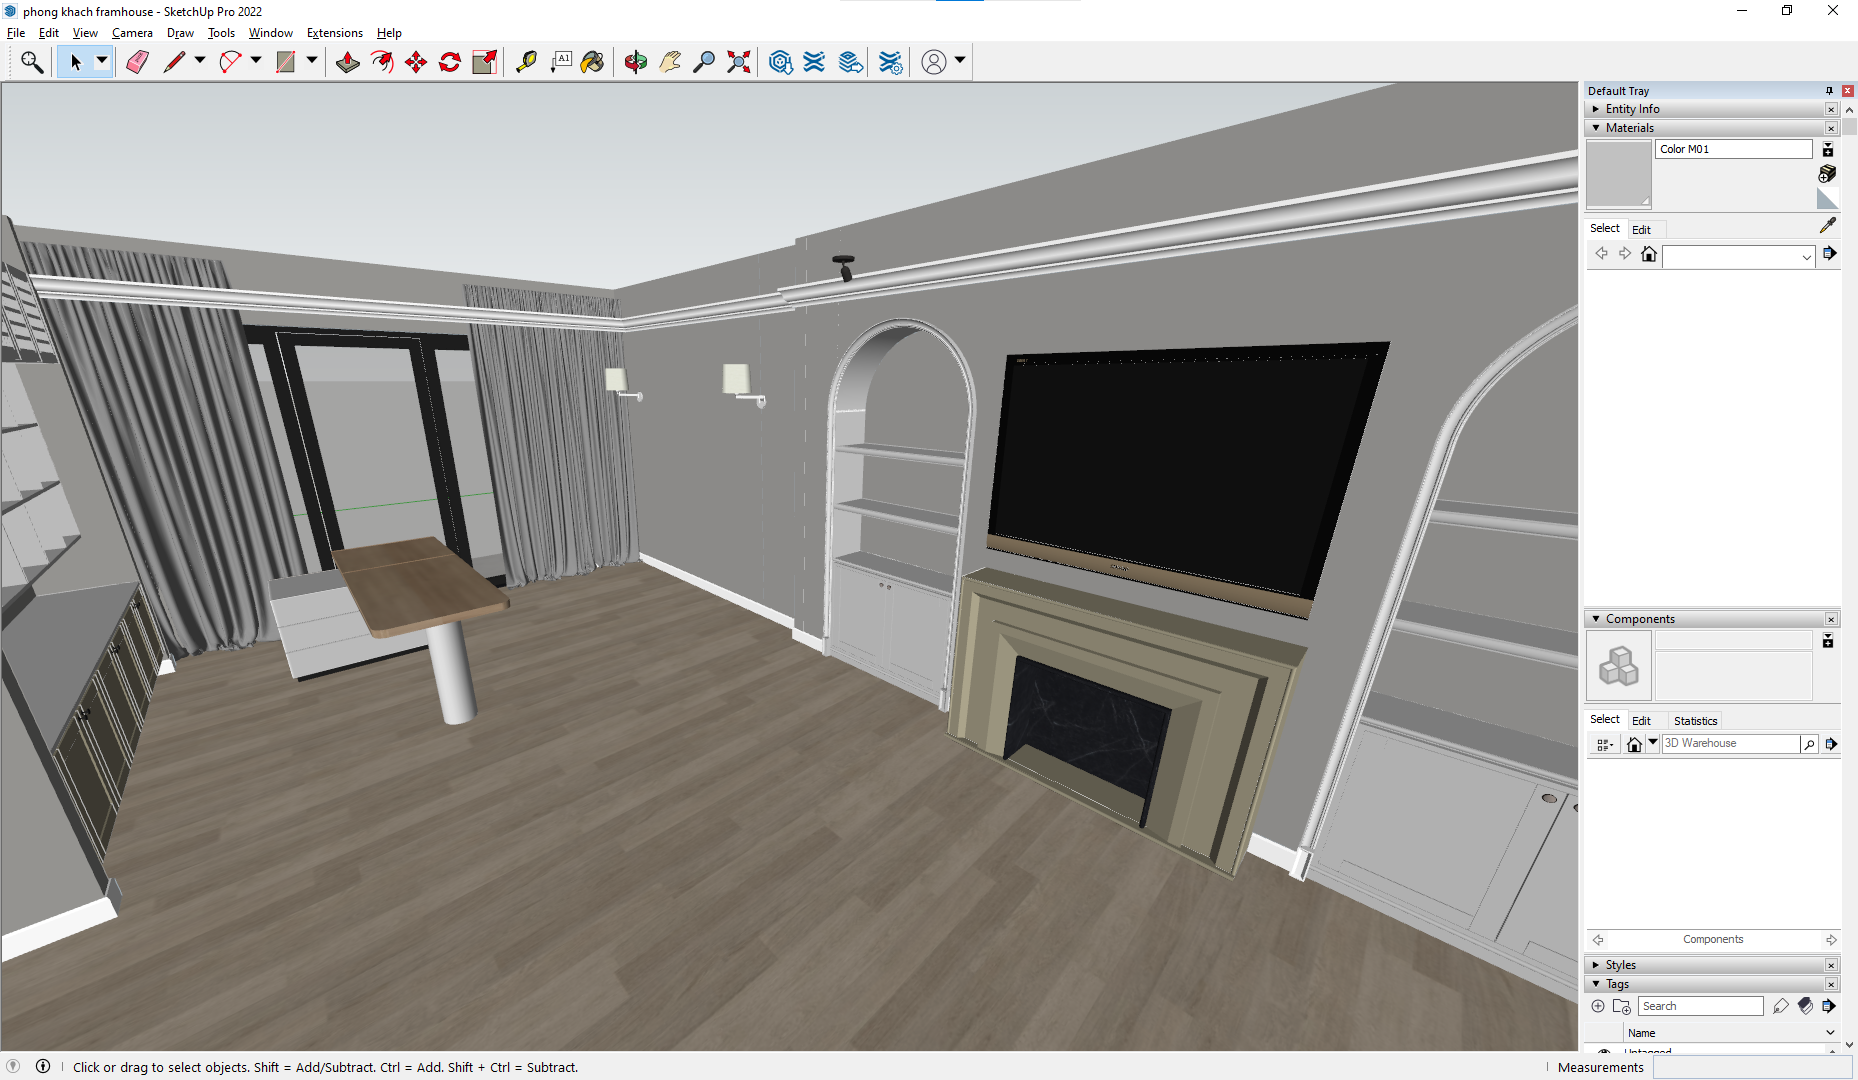 phong khach framhouse - SketchUp Pro 2022
File Edit View Camera Draw Tools Window Extensions Help
A1
Default Tray
Entity Info
Materials
Color M01
Select Edit
Components
Select Edit Statistics
3D Warehouse
Components
Styles
Tags
Search
Name
Untagged
Click or drag to select objects. Shift = Add/Subtract. Ctrl = Add. Shift + Ctrl = Subtract.
Measurements